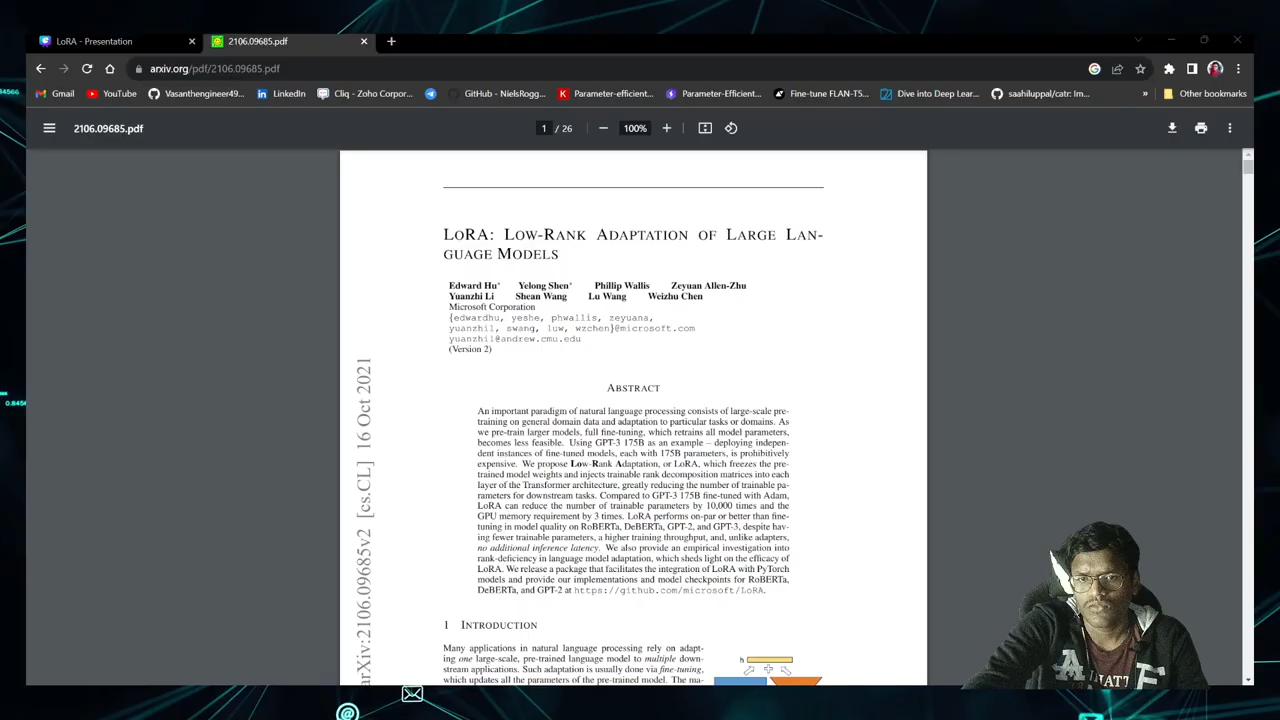 LoRA - Presentation
2106.09685.pdf
arxiv.org/pdf/2106.09685.pdf
Gmail
YouTube
Vasanthengineer49...
LinkedIn
Cliq - Zoho Corpor...
GitHub - NielsRogg...
Parameter-efficient...
Parameter-Efficient...
Fine-tune FLAN-T5...
Dive into Deep Lear...
saahiluppal/catr: Im...
»
Other bookmarks
2106.09685.pdf
1 / 26
100%
LORA: LOW-RANK ADAPTATION OF LARGE LAN-
GUAGE MODELS
Edward Hu* Yelong Shen* Phillip Wallis Zeyuan Allen-Zhu
Yuanzhi Li Shean Wang Lu Wang Weizhu Chen
Microsoft Corporation
{edwardhu, yeshe, phwallis, zeyuana,
yuanzhil, swang, luw, wzchen}@microsoft.com
yuanzhil@andrew.cmu.edu
(Version 2)
ABSTRACT
An important paradigm of natural language processing consists of large-scale pre-
training on general domain data and adaptation to particular tasks or domains. As
we pre-train larger models, full fine-tuning, which retrains all model parameters,
becomes less feasible. Using GPT-3 175B as an example – deploying indepen-
dent instances of fine-tuned models, each with 175B parameters, is prohibitively
expensive. We propose Low-Rank Adaptation, or LoRA, which freezes the pre-
trained model weights and injects trainable rank decomposition matrices into each
layer of the Transformer architecture, greatly reducing the number of trainable pa-
rameters for downstream tasks. Compared to GPT-3 175B fine-tuned with Adam,
LoRA can reduce the number of trainable parameters by 10,000 times and the
GPU memory requirement by 3 times. LoRA performs on-par or better than fine-
tuning in model quality on RoBERTa, DeBERTa, GPT-2, and GPT-3, despite hav-
ing fewer trainable parameters, a higher training throughput, and, unlike adapters,
no additional inference latency. We also provide an empirical investigation into
rank-deficiency in language model adaptation, which sheds light on the efficacy of
LoRA. We release a package that facilitates the integration of LoRA with PyTorch
models and provide our implementations and model checkpoints for RoBERTa,
DeBERTa, and GPT-2 at https://github.com/microsoft/LoRA.
arXiv:2106.09685v2 [cs.CL] 16 Oct 2021
1 INTRODUCTION
Many applications in natural language processing rely on adapt-
ing one large-scale, pre-trained language model to multiple down-
stream applications. Such adaptation is usually done via fine-tuning,
which updates all the parameters of the pre-trained model. The ma-
h